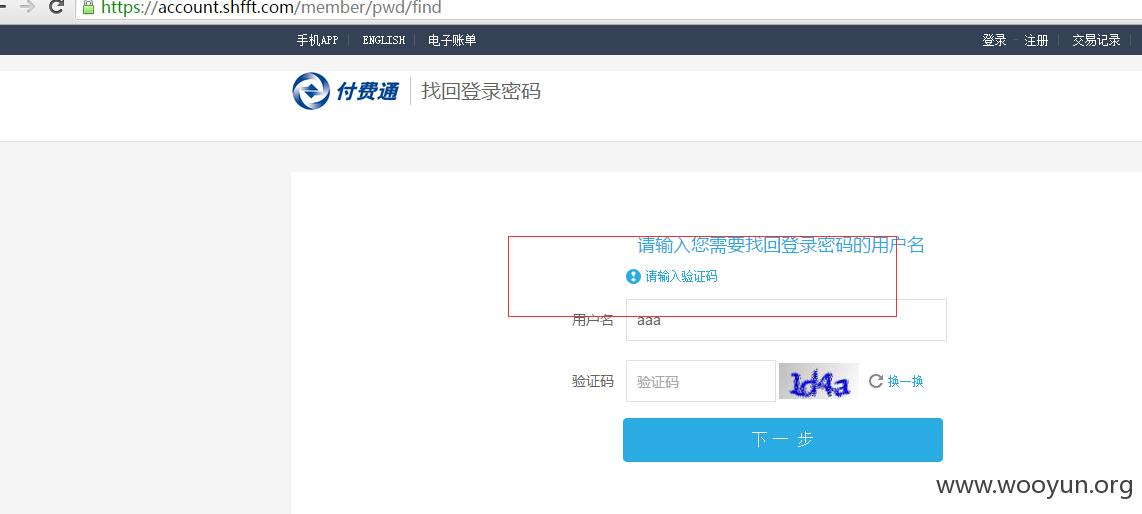 https://account.shfft.com/member/pwd/find
手机APP ENGLISH 电子账单 登录 - 注册 交易记录
付费通 找回登录密码
请输入您需要找回登录密码的用户名
请输入验证码
用户名 aaa
验证码 验证码 1d4a 换一换
下一步
www.wooyun.org